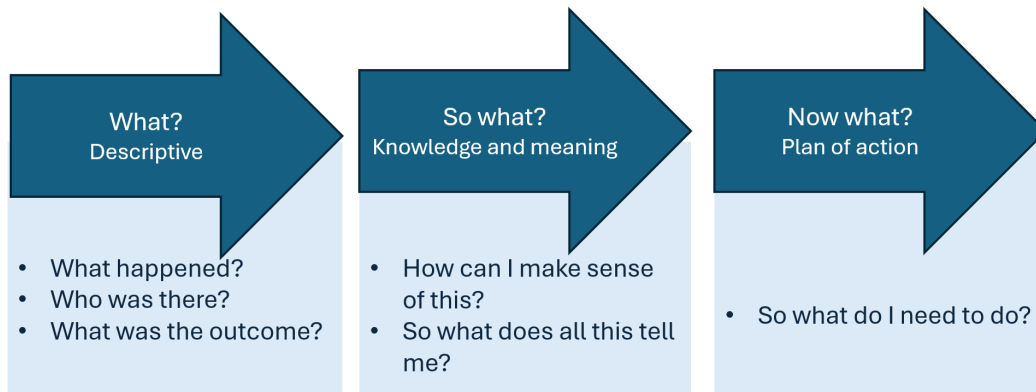 What?
Descriptive
• What happened?
• Who was there?
• What was the outcome?
So what?
Knowledge and meaning
• How can I make sense
of this?
• So what does all this tell
me?
Now what?
Plan of action
• So what do I need to do?